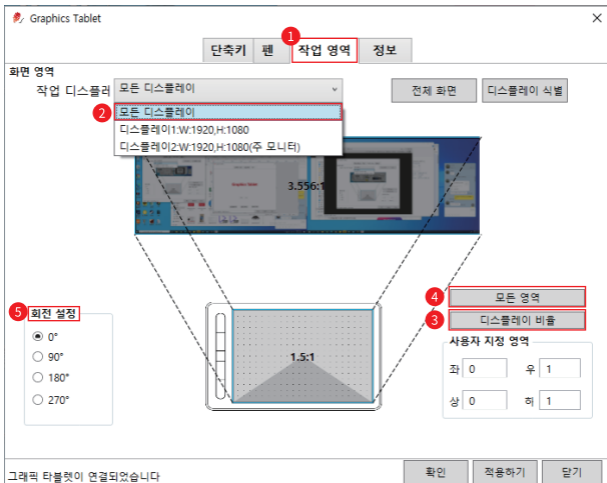 Graphics Tablet
1
단축키 펜 작업 영역 정보
화면 영역
작업 디스플레 모든 디스플레이 전체 화면 디스플레이 식별
2 모든 디스플레이
디스플레이1:W:1920,H:1080
디스플레이2:W:1920,H:1080(주 모니터)
3.556:1
4 모든 영역
5 회전 설정
3 디스플레이 비율
사용자 지정 영역
0°
1.5:1
좌 0 우 1
90°
180°
상 0 하 1
270°
그래픽 타블렛이 연결되었습니다
확인 적용하기 닫기